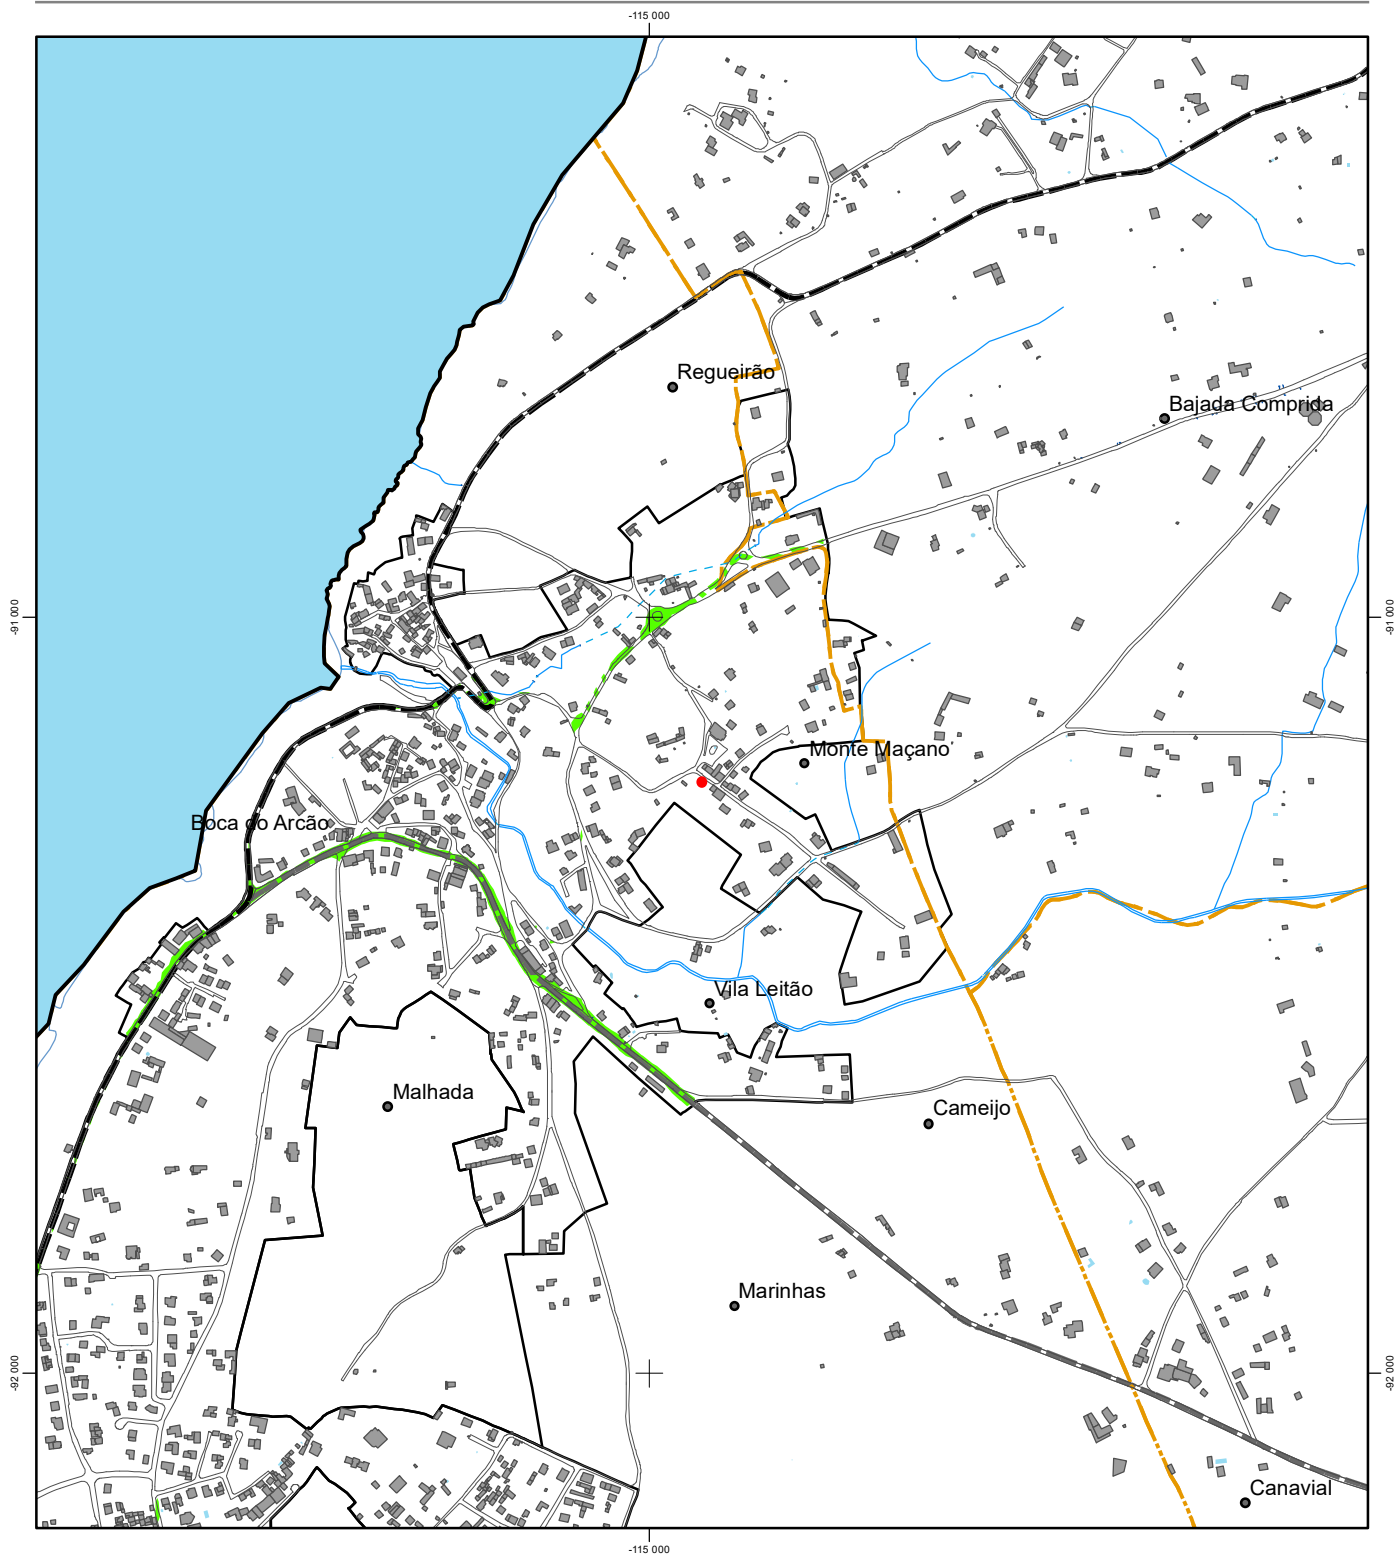 -115 000
Regueirão
Bajada Comprida
-91 000
-91 000
Monte Maçano
Boca do Arcão
Vila Leitão
Malhada
Cameijo
Marinhas
-92 000
-92 000
Canavial
-115 000